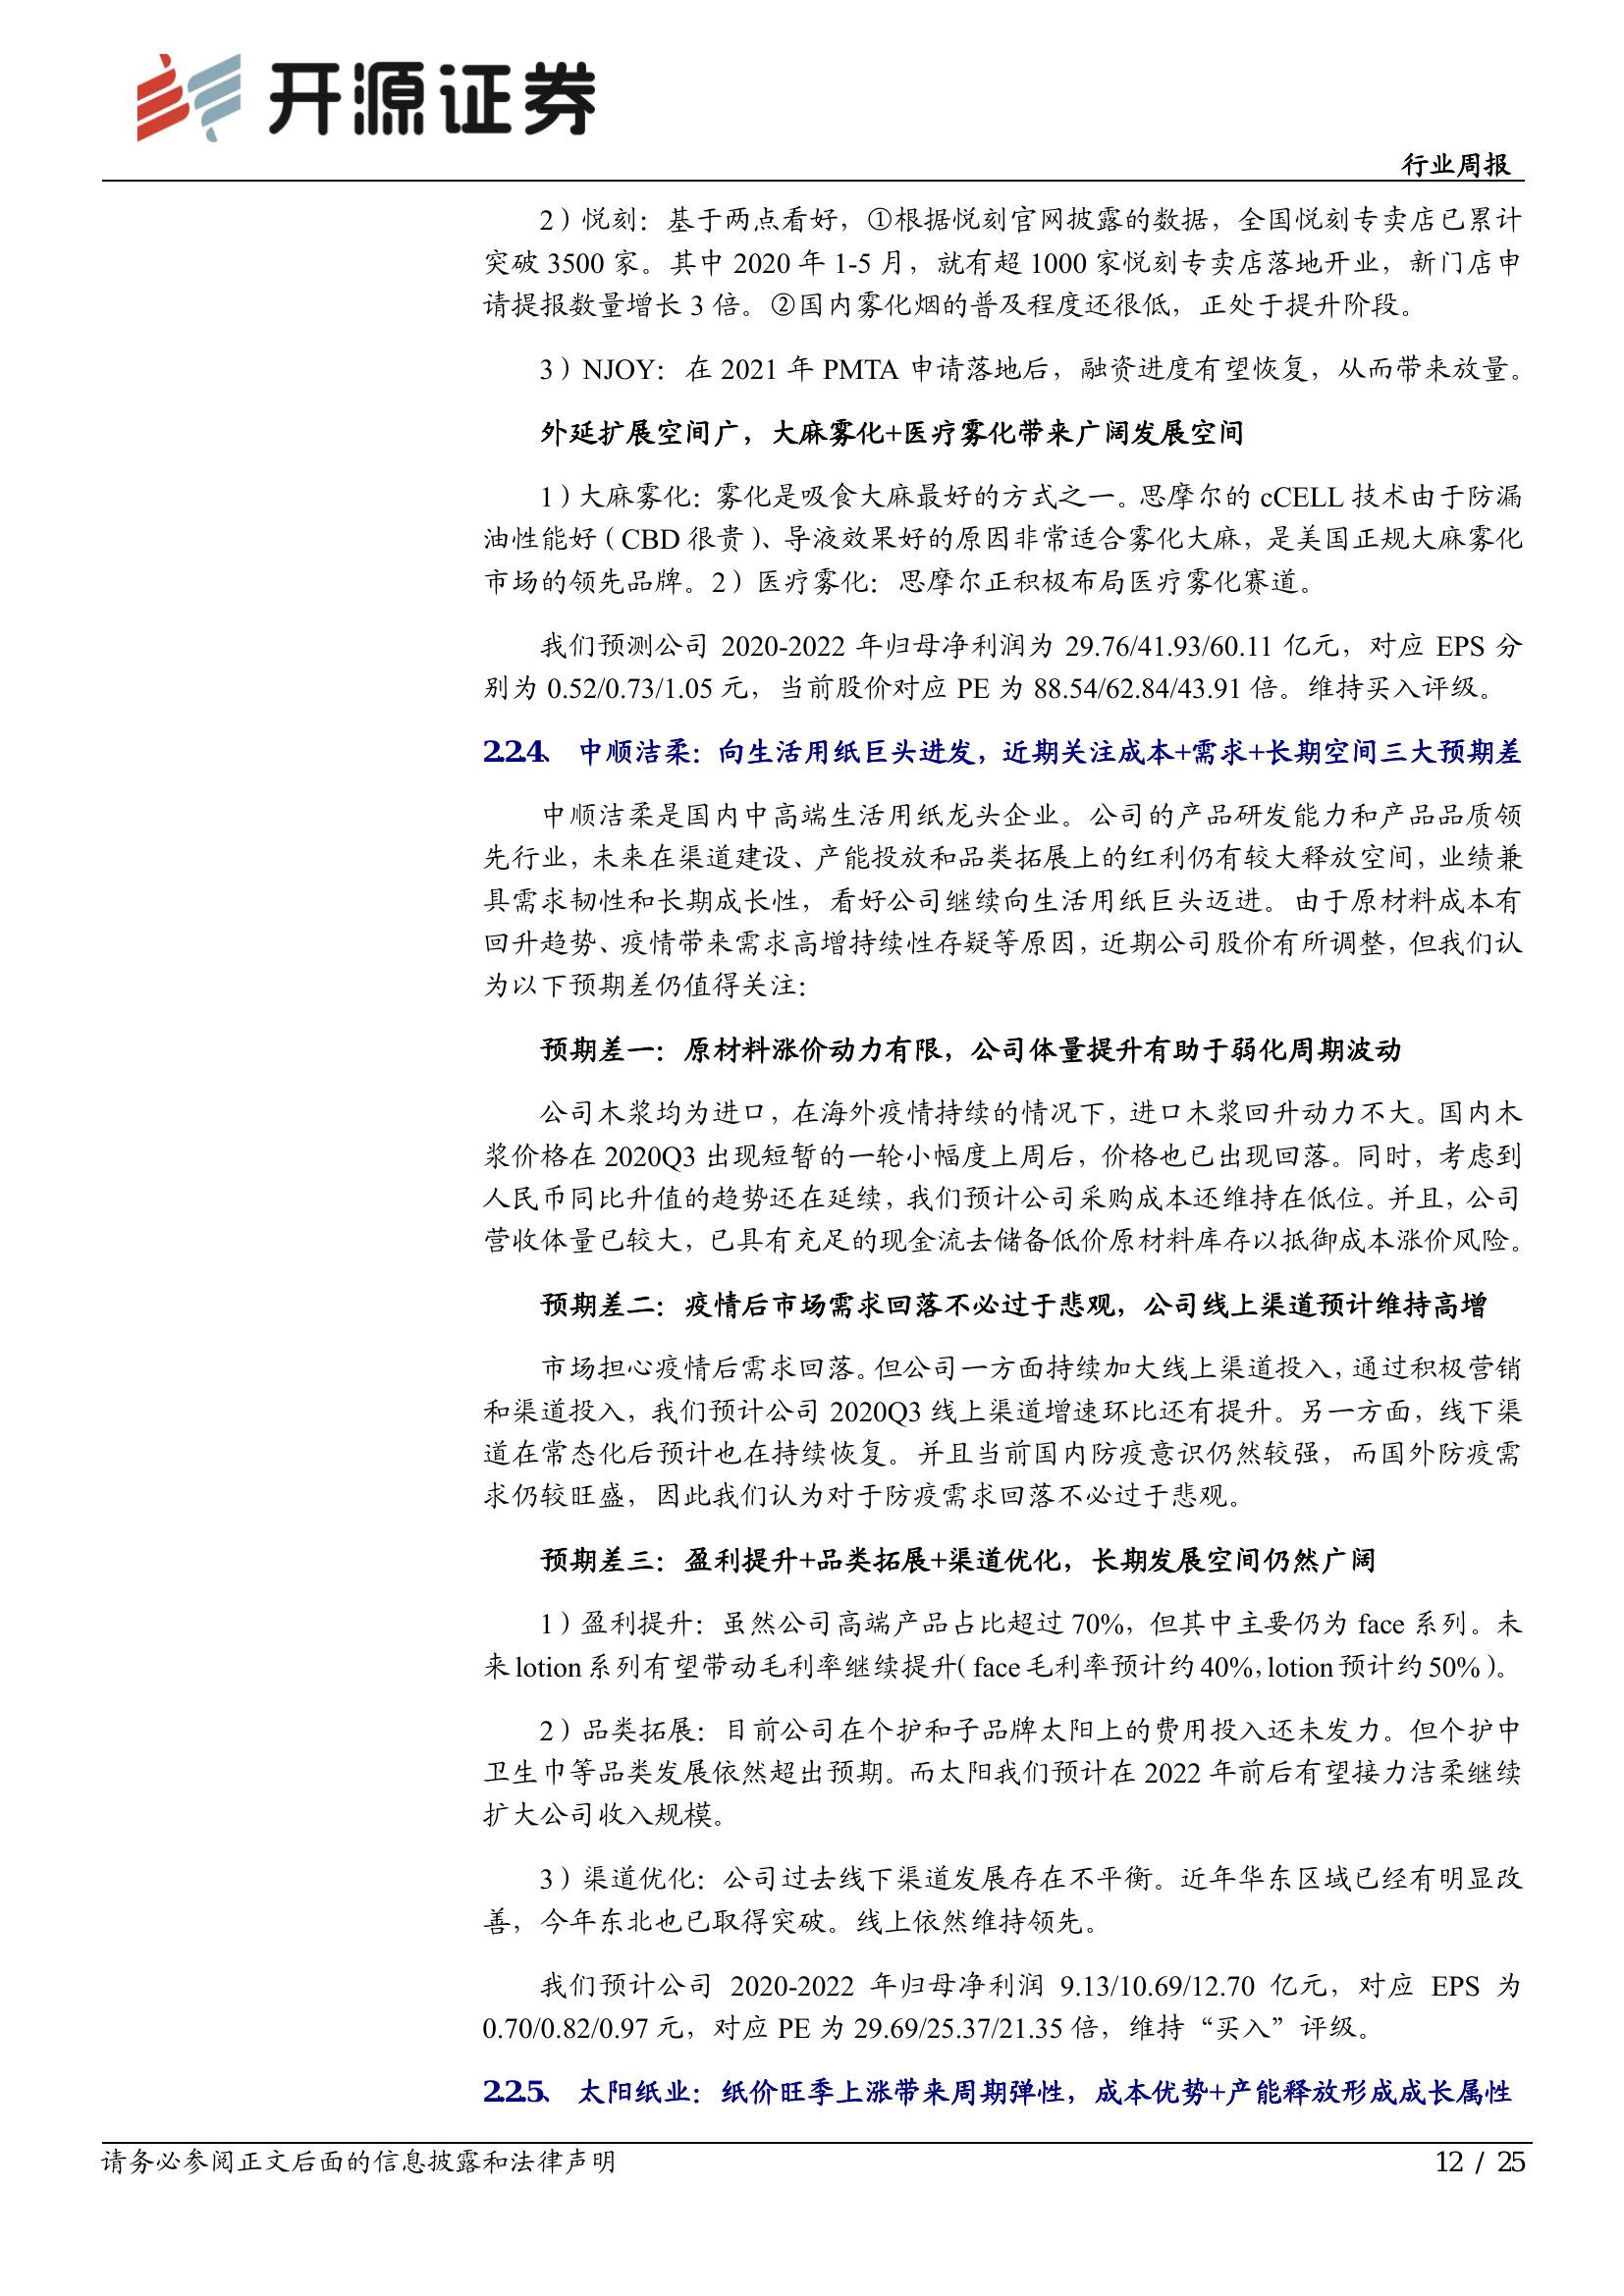 开源证券
行业周报
2）悦刻：基于两点看好，①根据悦刻官网披露的数据，全国悦刻专卖店已累计
突破 3500 家。其中 2020 年 1-5 月，就有超 1000 家悦刻专卖店落地开业，新门店申
请提报数量增长 3 倍。②国内雾化烟的普及程度还很低，正处于提升阶段。
3）NJOY：在 2021 年 PMTA 申请落地后，融资进度有望恢复，从而带来放量。
外延扩展空间广，大麻雾化+医疗雾化带来广阔发展空间
1）大麻雾化：雾化是吸食大麻最好的方式之一。思摩尔的 cCELL 技术由于防漏
油性能好（CBD 很贵）、导液效果好的原因非常适合雾化大麻，是美国正规大麻雾化
市场的领先品牌。2）医疗雾化：思摩尔正积极布局医疗雾化赛道。
我们预测公司 2020-2022 年归母净利润为 29.76/41.93/60.11 亿元，对应 EPS 分
别为 0.52/0.73/1.05 元，当前股价对应 PE 为 88.54/62.84/43.91 倍。维持买入评级。
2.2.4、 中顺洁柔：向生活用纸巨头进发，近期关注成本+需求+长期空间三大预期差
中顺洁柔是国内中高端生活用纸龙头企业。公司的产品研发能力和产品品质领
先行业，未来在渠道建设、产能投放和品类拓展上的红利仍有较大释放空间，业绩兼
具需求韧性和长期成长性，看好公司继续向生活用纸巨头迈进。由于原材料成本有
回升趋势、疫情带来需求高增持续性存疑等原因，近期公司股价有所调整，但我们认
为以下预期差仍值得关注：
预期差一：原材料涨价动力有限，公司体量提升有助于弱化周期波动
公司木浆均为进口，在海外疫情持续的情况下，进口木浆回升动力不大。国内木
浆价格在 2020Q3 出现短暂的一轮小幅度上周后，价格也已出现回落。同时，考虑到
人民币同比升值的趋势还在延续，我们预计公司采购成本还维持在低位。并且，公司
营收体量已较大，已具有充足的现金流去储备低价原材料库存以抵御成本涨价风险。
预期差二：疫情后市场需求回落不必过于悲观，公司线上渠道预计维持高增
市场担心疫情后需求回落。但公司一方面持续加大线上渠道投入，通过积极营销
和渠道投入，我们预计公司 2020Q3 线上渠道增速环比还有提升。另一方面，线下渠
道在常态化后预计也在持续恢复。并且当前国内防疫意识仍然较强，而国外防疫需
求仍较旺盛，因此我们认为对于防疫需求回落不必过于悲观。
预期差三：盈利提升+品类拓展+渠道优化，长期发展空间仍然广阔
1）盈利提升：虽然公司高端产品占比超过 70%，但其中主要仍为 face 系列。未
来 lotion 系列有望带动毛利率继续提升（face 毛利率预计约 40%，lotion 预计约 50%）。
2）品类拓展：目前公司在个护和子品牌太阳上的费用投入还未发力。但个护中
卫生巾等品类发展依然超出预期。而太阳我们预计在 2022 年前后有望接力洁柔继续
扩大公司收入规模。
3）渠道优化：公司过去线下渠道发展存在不平衡。近年华东区域已经有明显改
善，今年东北也已取得突破。线上依然维持领先。
我们预计公司 2020-2022 年归母净利润 9.13/10.69/12.70 亿元，对应 EPS 为
0.70/0.82/0.97 元，对应 PE 为 29.69/25.37/21.35 倍，维持“买入”评级。
2.2.5、 太阳纸业：纸价旺季上涨带来周期弹性，成本优势+产能释放形成成长属性
请务必参阅正文后面的信息披露和法律声明
12 / 25